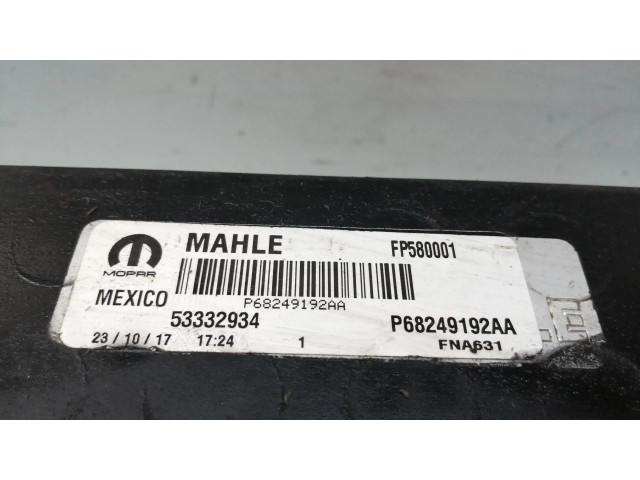 MAHLE FP580001
MOPAR
P68249192AA
MEXICO
53332934 P68249192AA
23/10/17 17:24 1 FNA631